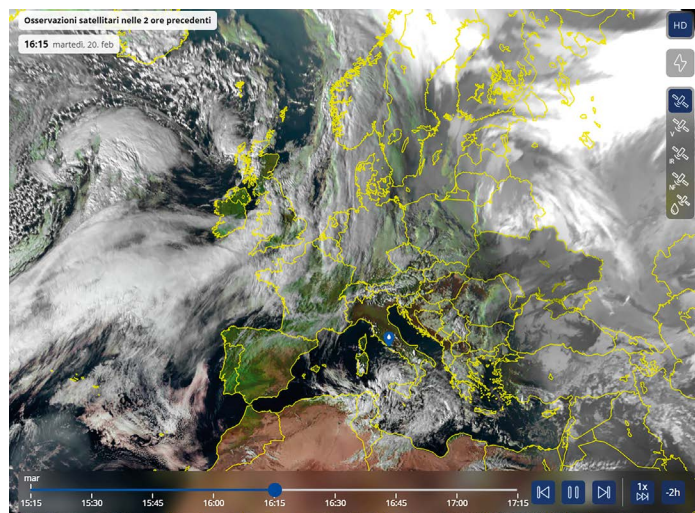 Osservazioni satellitari nelle 2 ore precedenti
HD
16:15 martedì. 20. feb
V
IR
mar
15:15 15:30 15:45 16:00 16:15 16:30 16:45 17:00 17:15
1x
-2h